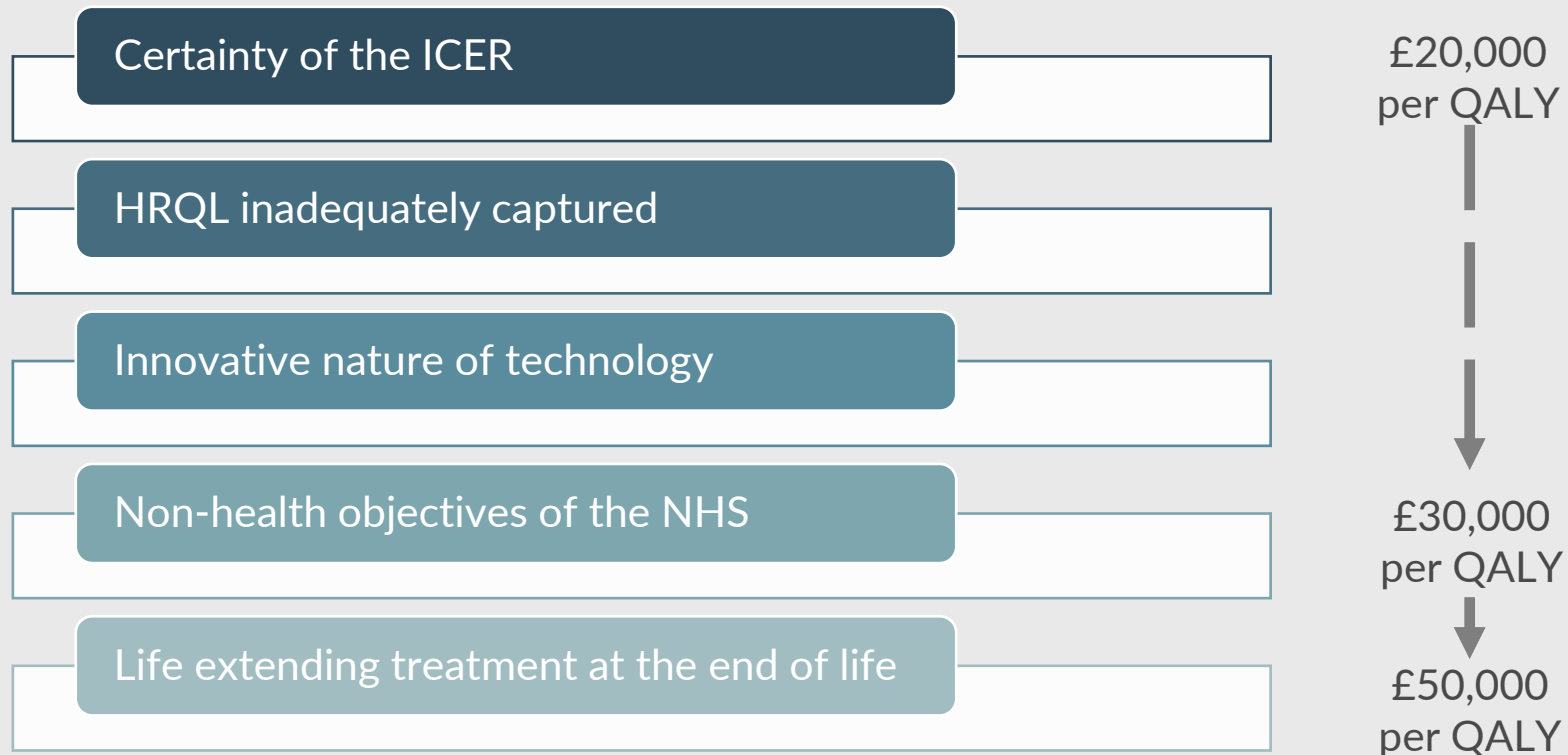 Certainty of the ICER
£20,000
per QALY
HRQL inadequately captured
Innovative nature of technology
Non-health objectives of the NHS
£30,000
per QALY
Life extending treatment at the end of life
£50,000
per QALY